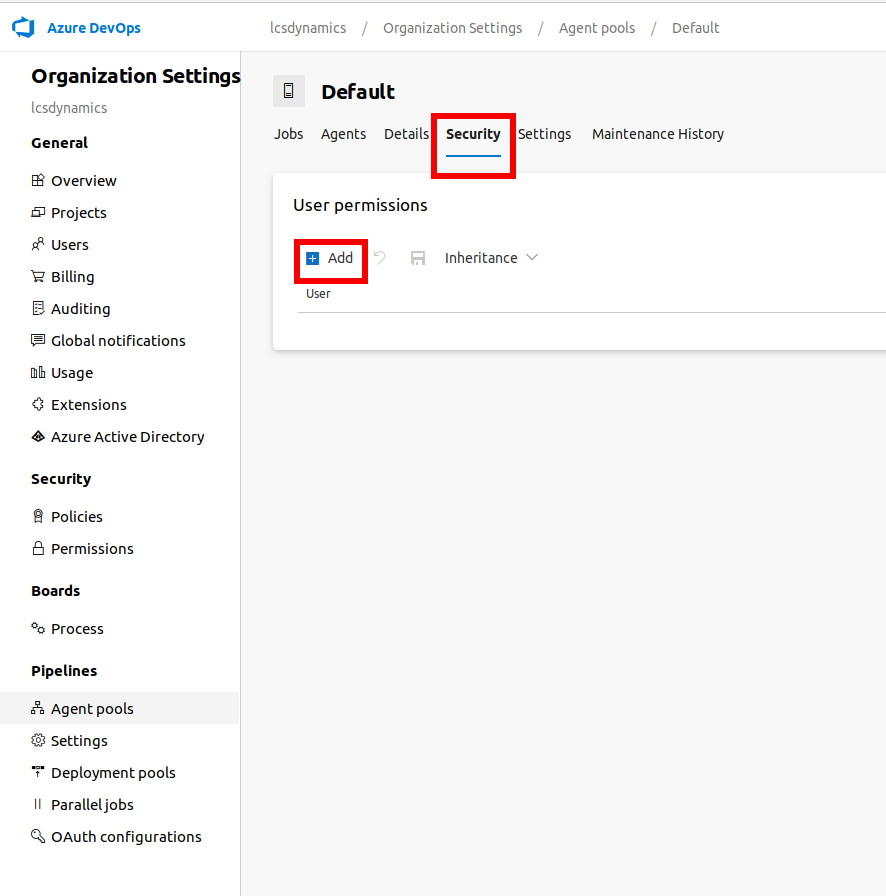 Azure DevOps
lcsdynamics / Organization Settings / Agent pools / Default
Organization Settings
lcsdynamics
General
Overview
Projects
Users
Billing
Auditing
Global notifications
Usage
Extensions
Azure Active Directory
Security
Policies
Permissions
Boards
Process
Pipelines
Agent pools
Settings
Deployment pools
Parallel jobs
OAuth configurations
Default
Jobs Agents Details Security Settings Maintenance History
User permissions
Add Inheritance
User